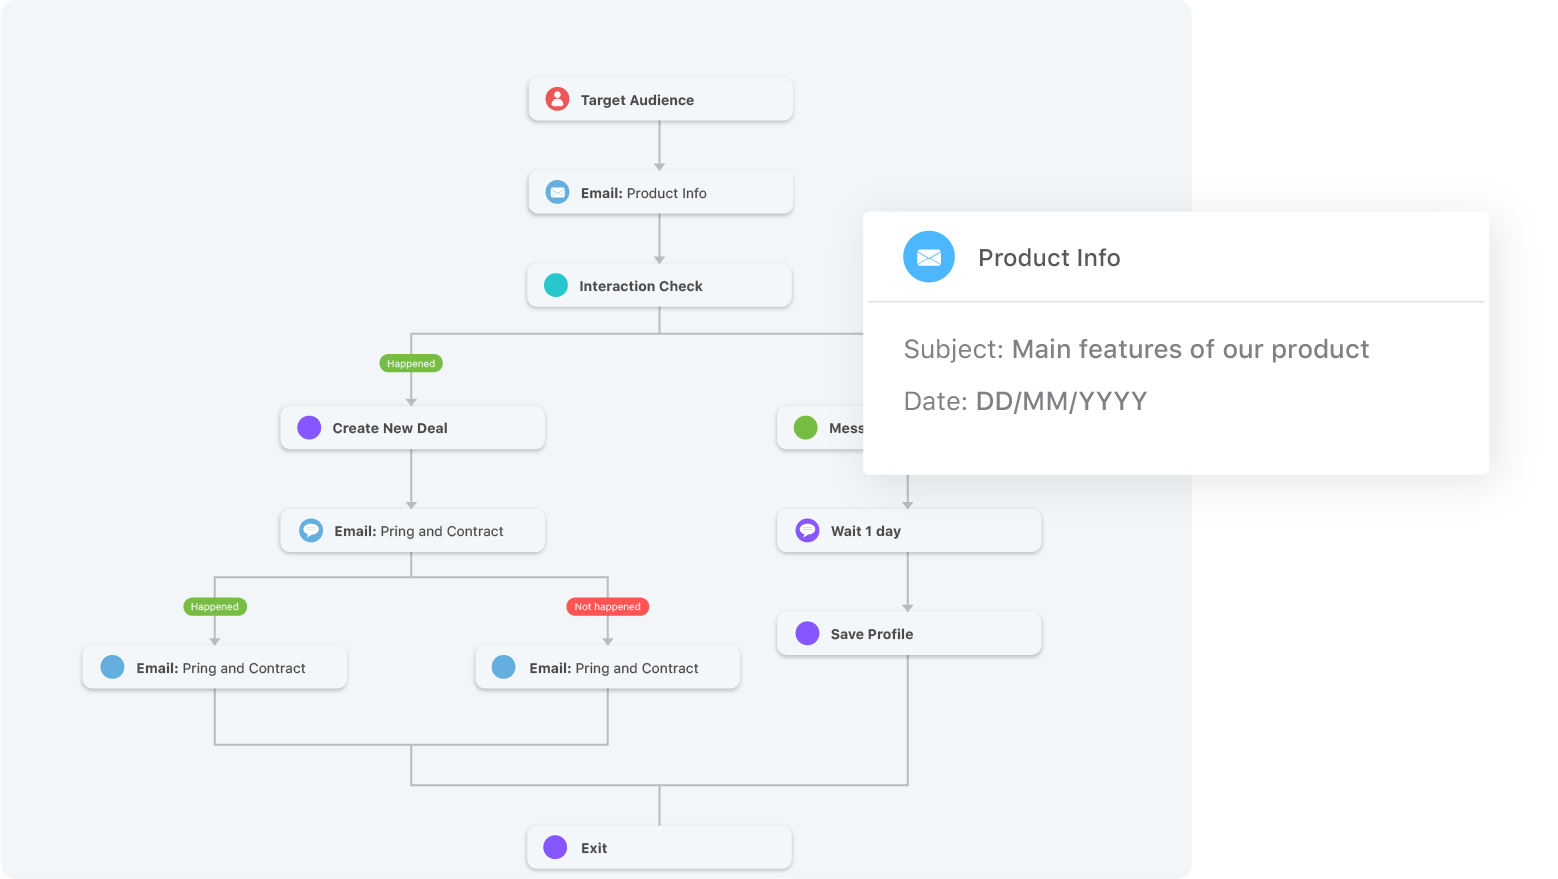 Target Audience
Email: Product Info
Interaction Check
Product Info
Subject: Main features of our product
Date: DD/MM/YYYY
Happened
Create New Deal
Email: Pring and Contract
Wait 1 day
Happened
Not happened
Save Profile
Email: Pring and Contract
Email: Pring and Contract
Exit